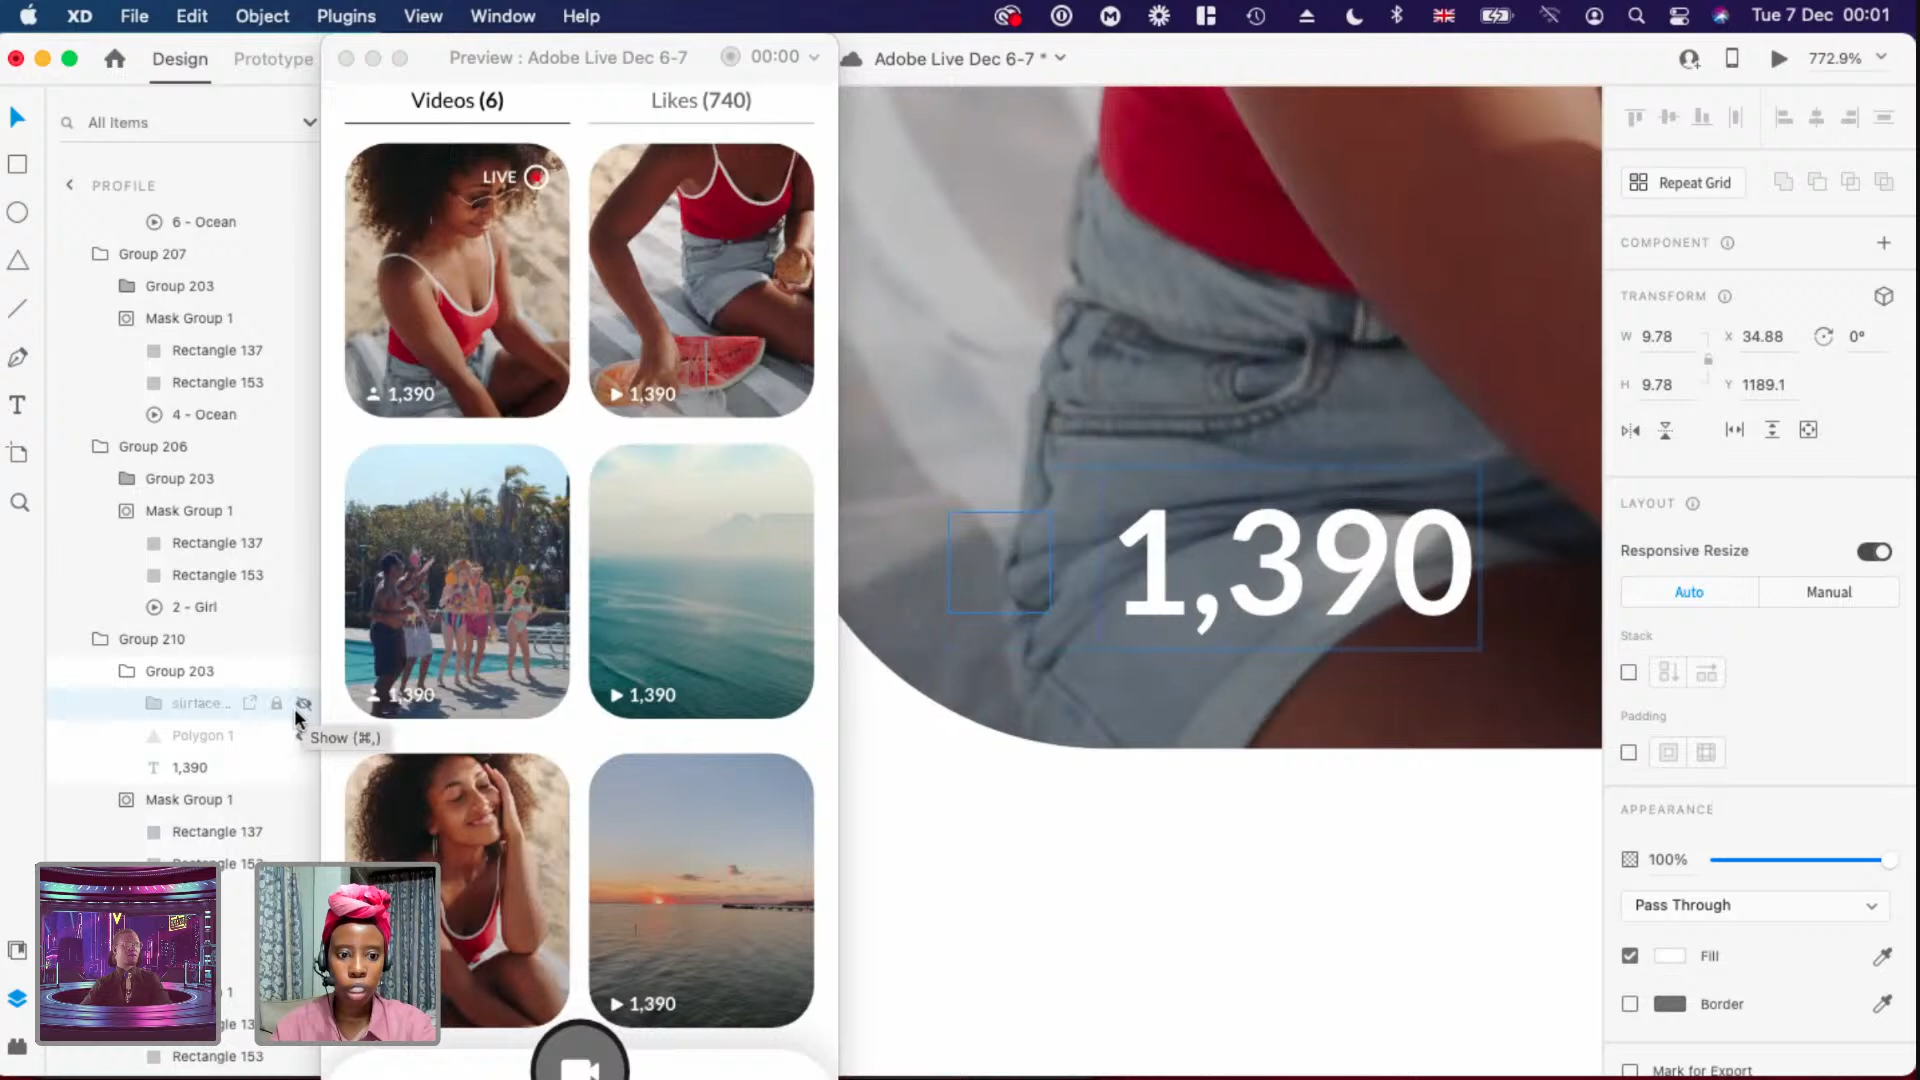 XD File Edit Object Plugins View Window Help
Tue 7 Dec 00:01
Design Prototype
Preview : Adobe Live Dec 6-7
00:00
Adobe Live Dec 6-7 *
772.9%
All Items
PROFILE
6 - Ocean
Group 207
Group 203
Mask Group 1
Rectangle 137
Rectangle 153
4 - Ocean
Group 206
Group 203
Mask Group 1
Rectangle 137
Rectangle 153
2 - Girl
Group 210
Group 203
surface...
Polygon 1
Show (⌘,)
1,390
Mask Group 1
Rectangle 137
Rectangle 153
Videos (6)
Likes (740)
LIVE
1,390
1,390
1,390
1,390
1,390
1,390
Repeat Grid
COMPONENT
TRANSFORM
W 9.78
X 34.88
0°
H 9.78
Y 1189.1
LAYOUT
Responsive Resize
Auto
Manual
Stack
Padding
APPEARANCE
100%
Pass Through
Fill
Border
Mark for Export